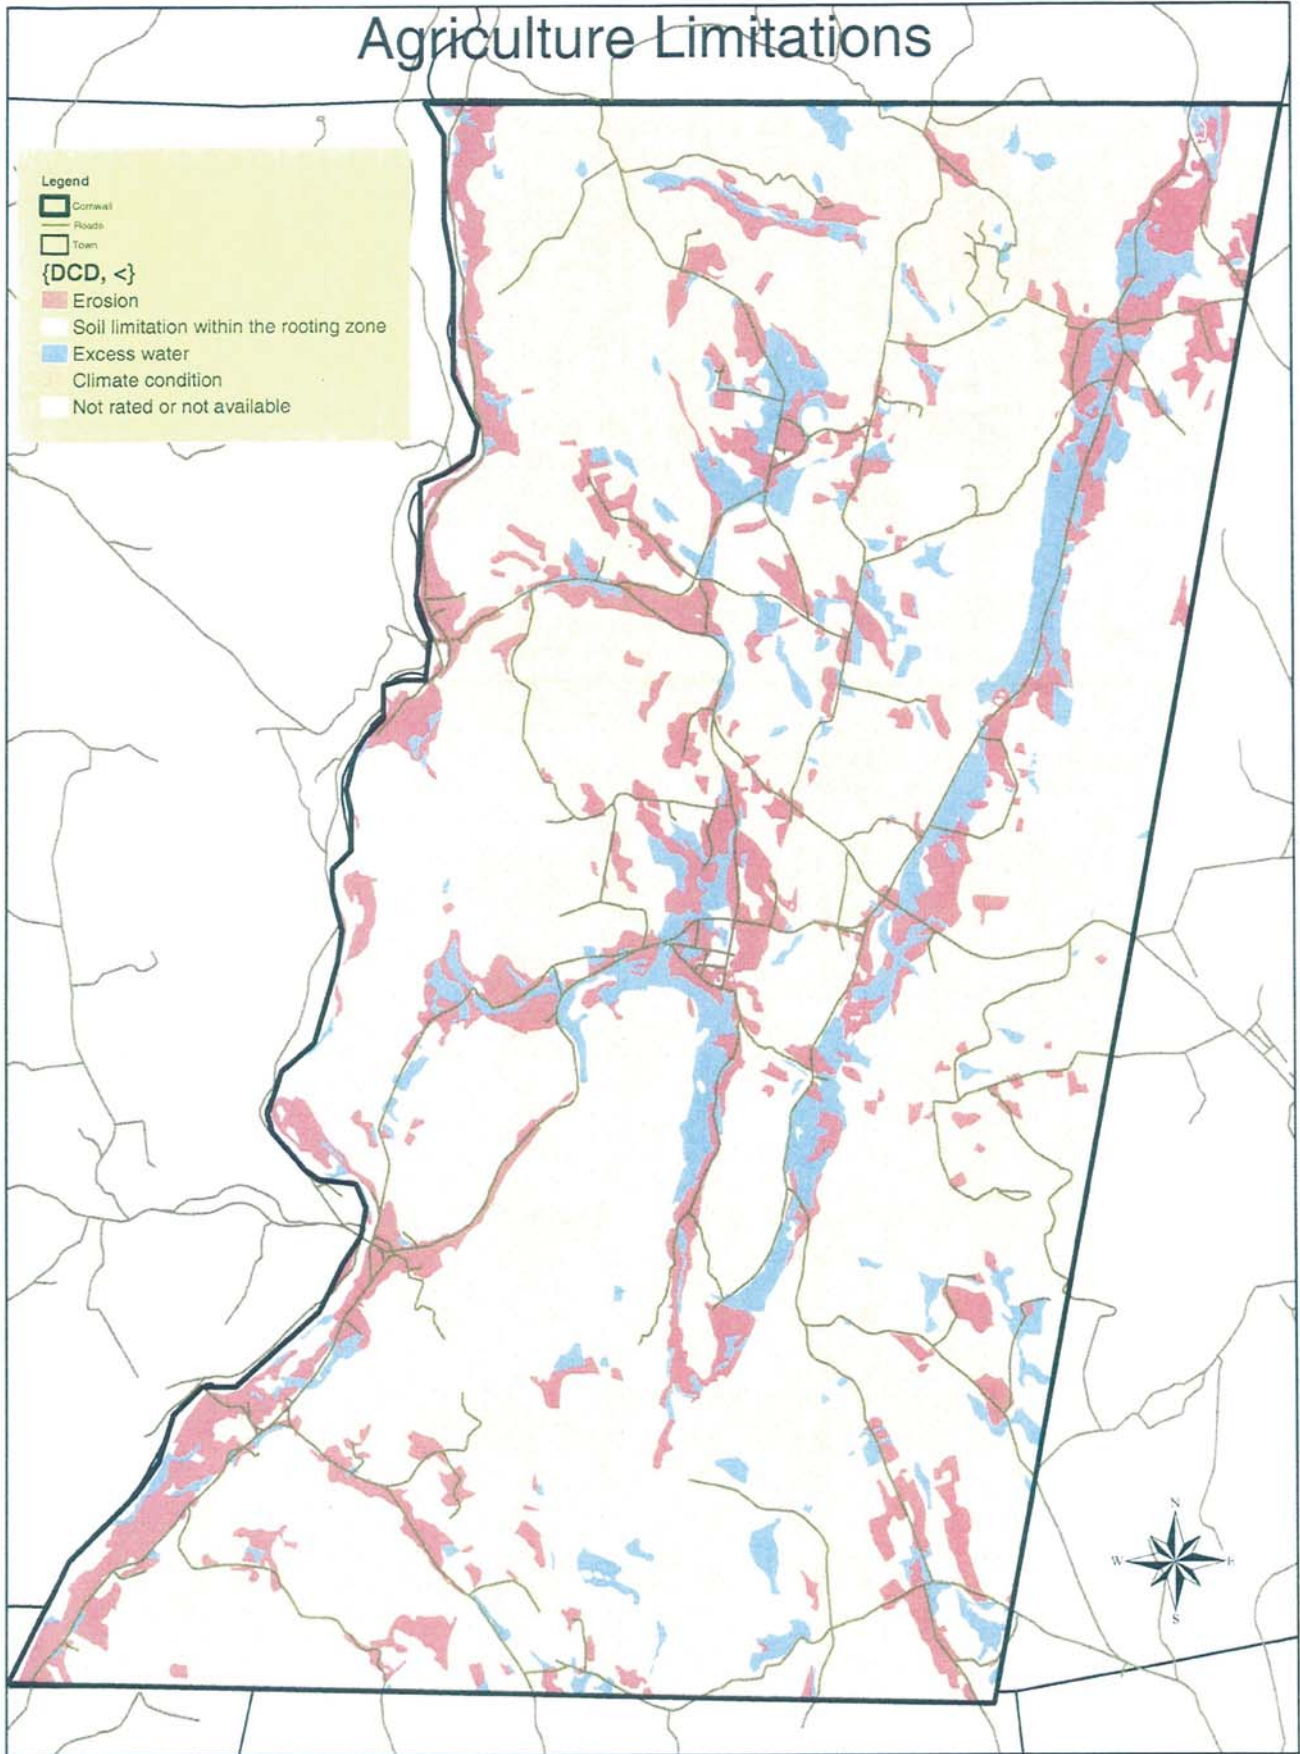 Agriculture Limitations
Legend
Cornwall
Roads
Town
{DCD, <}
Erosion
Soil limitation within the rooting zone
Excess water
Climate condition
Not rated or not available
N
W
E
S